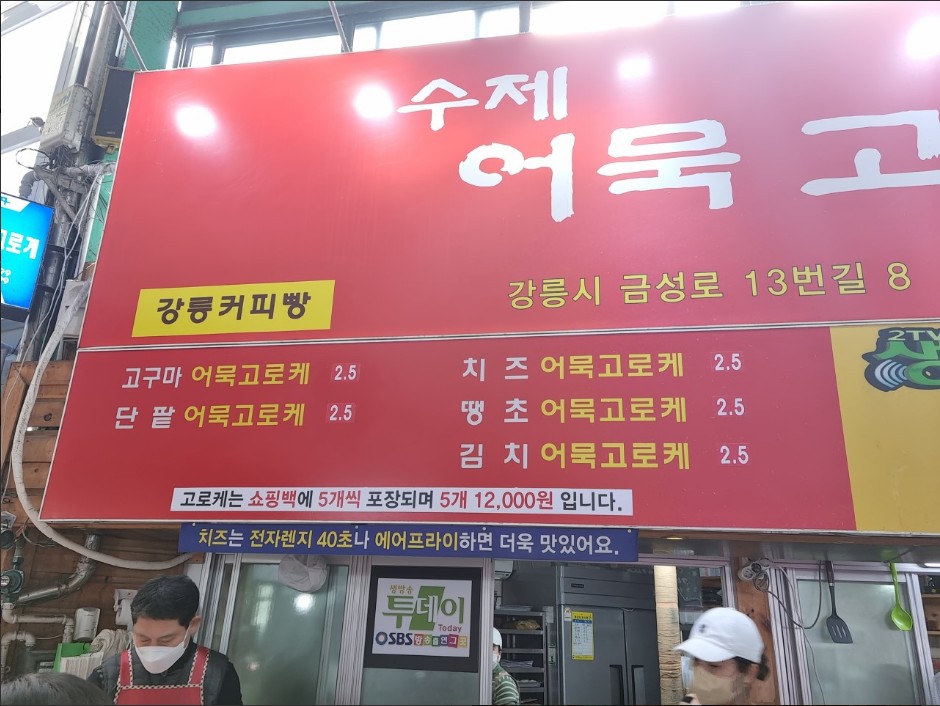 수제
어묵 고
로케
강릉커피빵
강릉시 금성로 13번길 8
고구마 어묵고로케 2.5
단팥 어묵고로케 2.5
치즈 어묵고로케 2.5
땡초 어묵고로케 2.5
김치 어묵고로케 2.5
2TV
생
고로케는 쇼핑백에 5개씩 포장되며 5개 12,000원 입니다.
치즈는 전자렌지 40초나 에어프라이하면 더욱 맛있어요.
생방송
투데이
Today
SBS